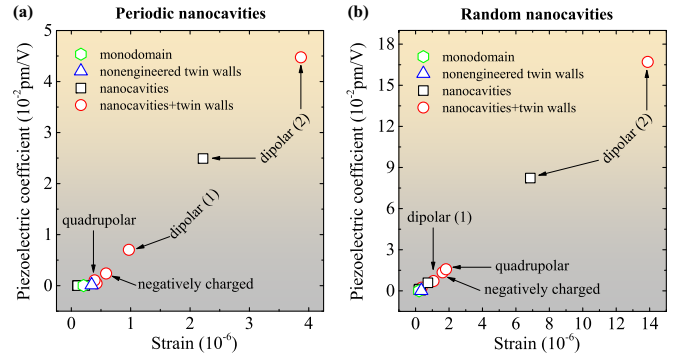 (a)
Periodic nanocavities
Piezoelectric coefficient (10-2pm/V)
5
4
3
2
1
0
monodomain
nonengineered twin walls
nanocavities
nanocavities+twin walls
dipolar (2)
dipolar (1)
quadrupolar
negatively charged
0
1
2
3
4
Strain (10-6)
(b)
Random nanocavities
Piezoelectric coefficient (10-2pm/V)
18
15
12
9
6
3
0
monodomain
nonengineered twin walls
nanocavities
nanocavities+twin walls
dipolar (2)
dipolar (1)
quadrupolar
negatively charged
0
2
4
6
8
10
12
14
Strain (10-6)